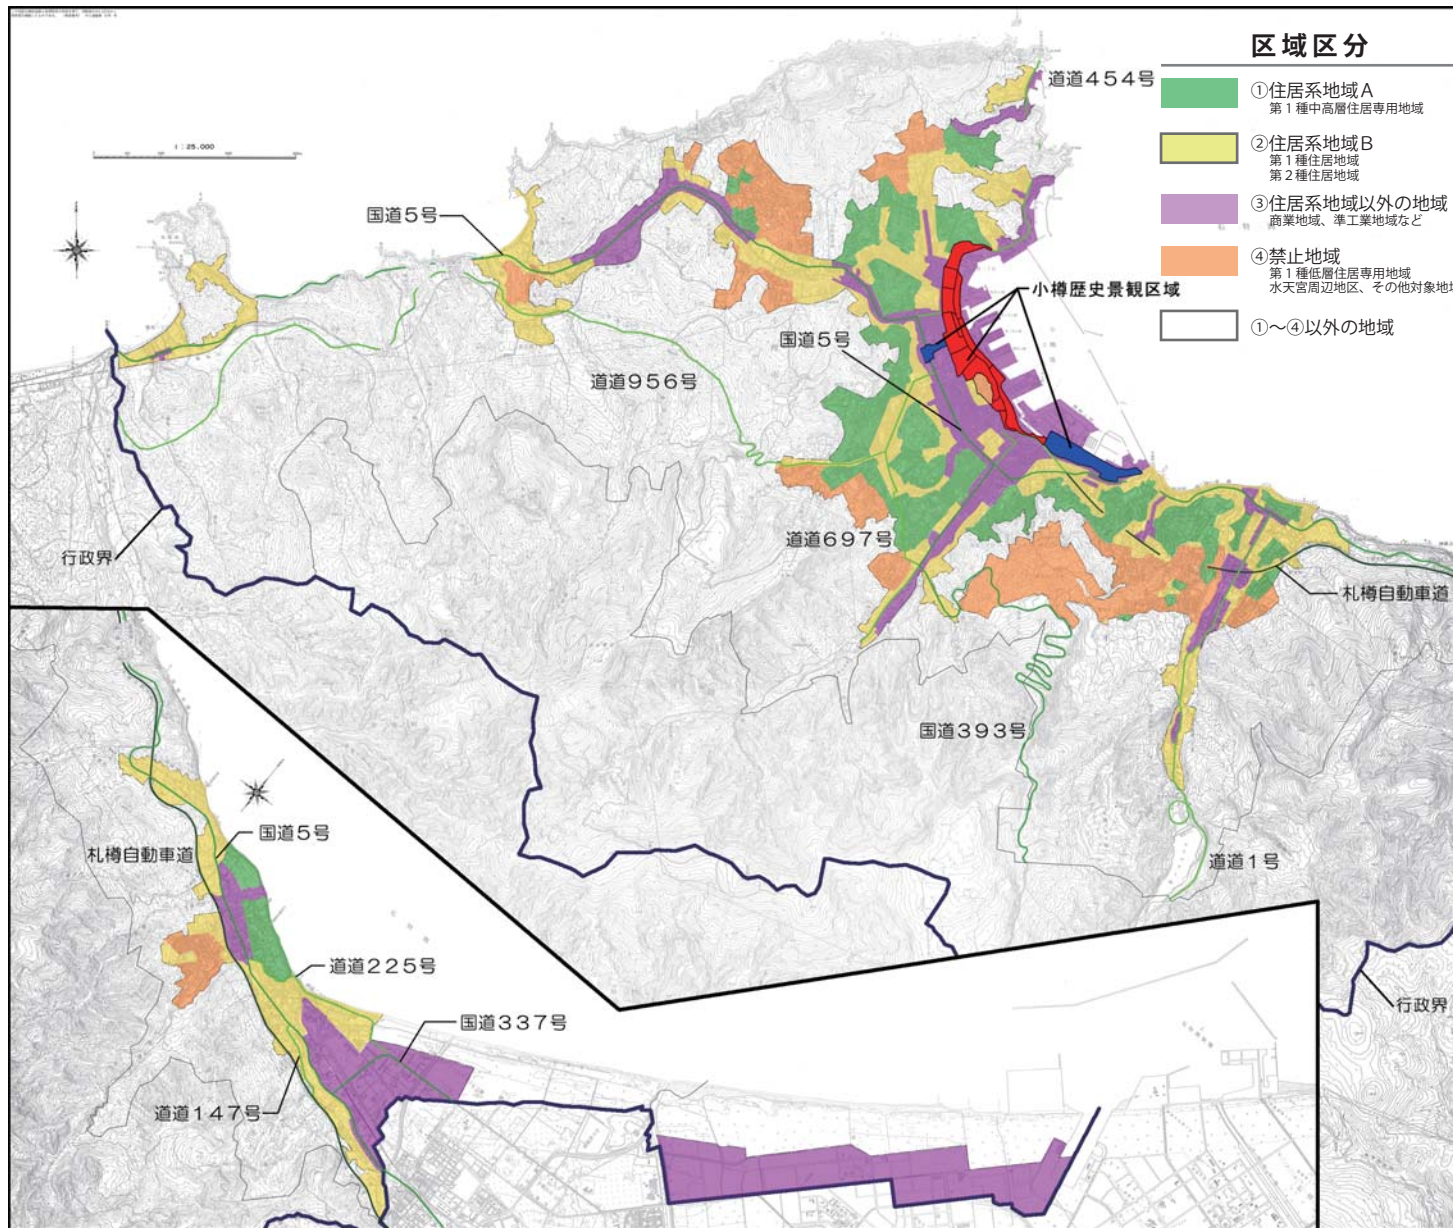 区域区分
①住居系地域A
第1種中高層住居専用地域
②住居系地域B
第1種住居地域
第2種住居地域
③住居系地域以外の地域
商業地域、準工業地域など
④禁止地域
第1種低層住居専用地域
水天宮周辺地区、その他対象地域
①～④以外の地域
1:25,000
道道454号
国道5号
小樽歴史景観区域
国道5号
道道956号
道道697号
行政界
札樽自動車道
国道393号
道道1号
国道5号
札樽自動車道
道道225号
国道337号
道道147号
行政界